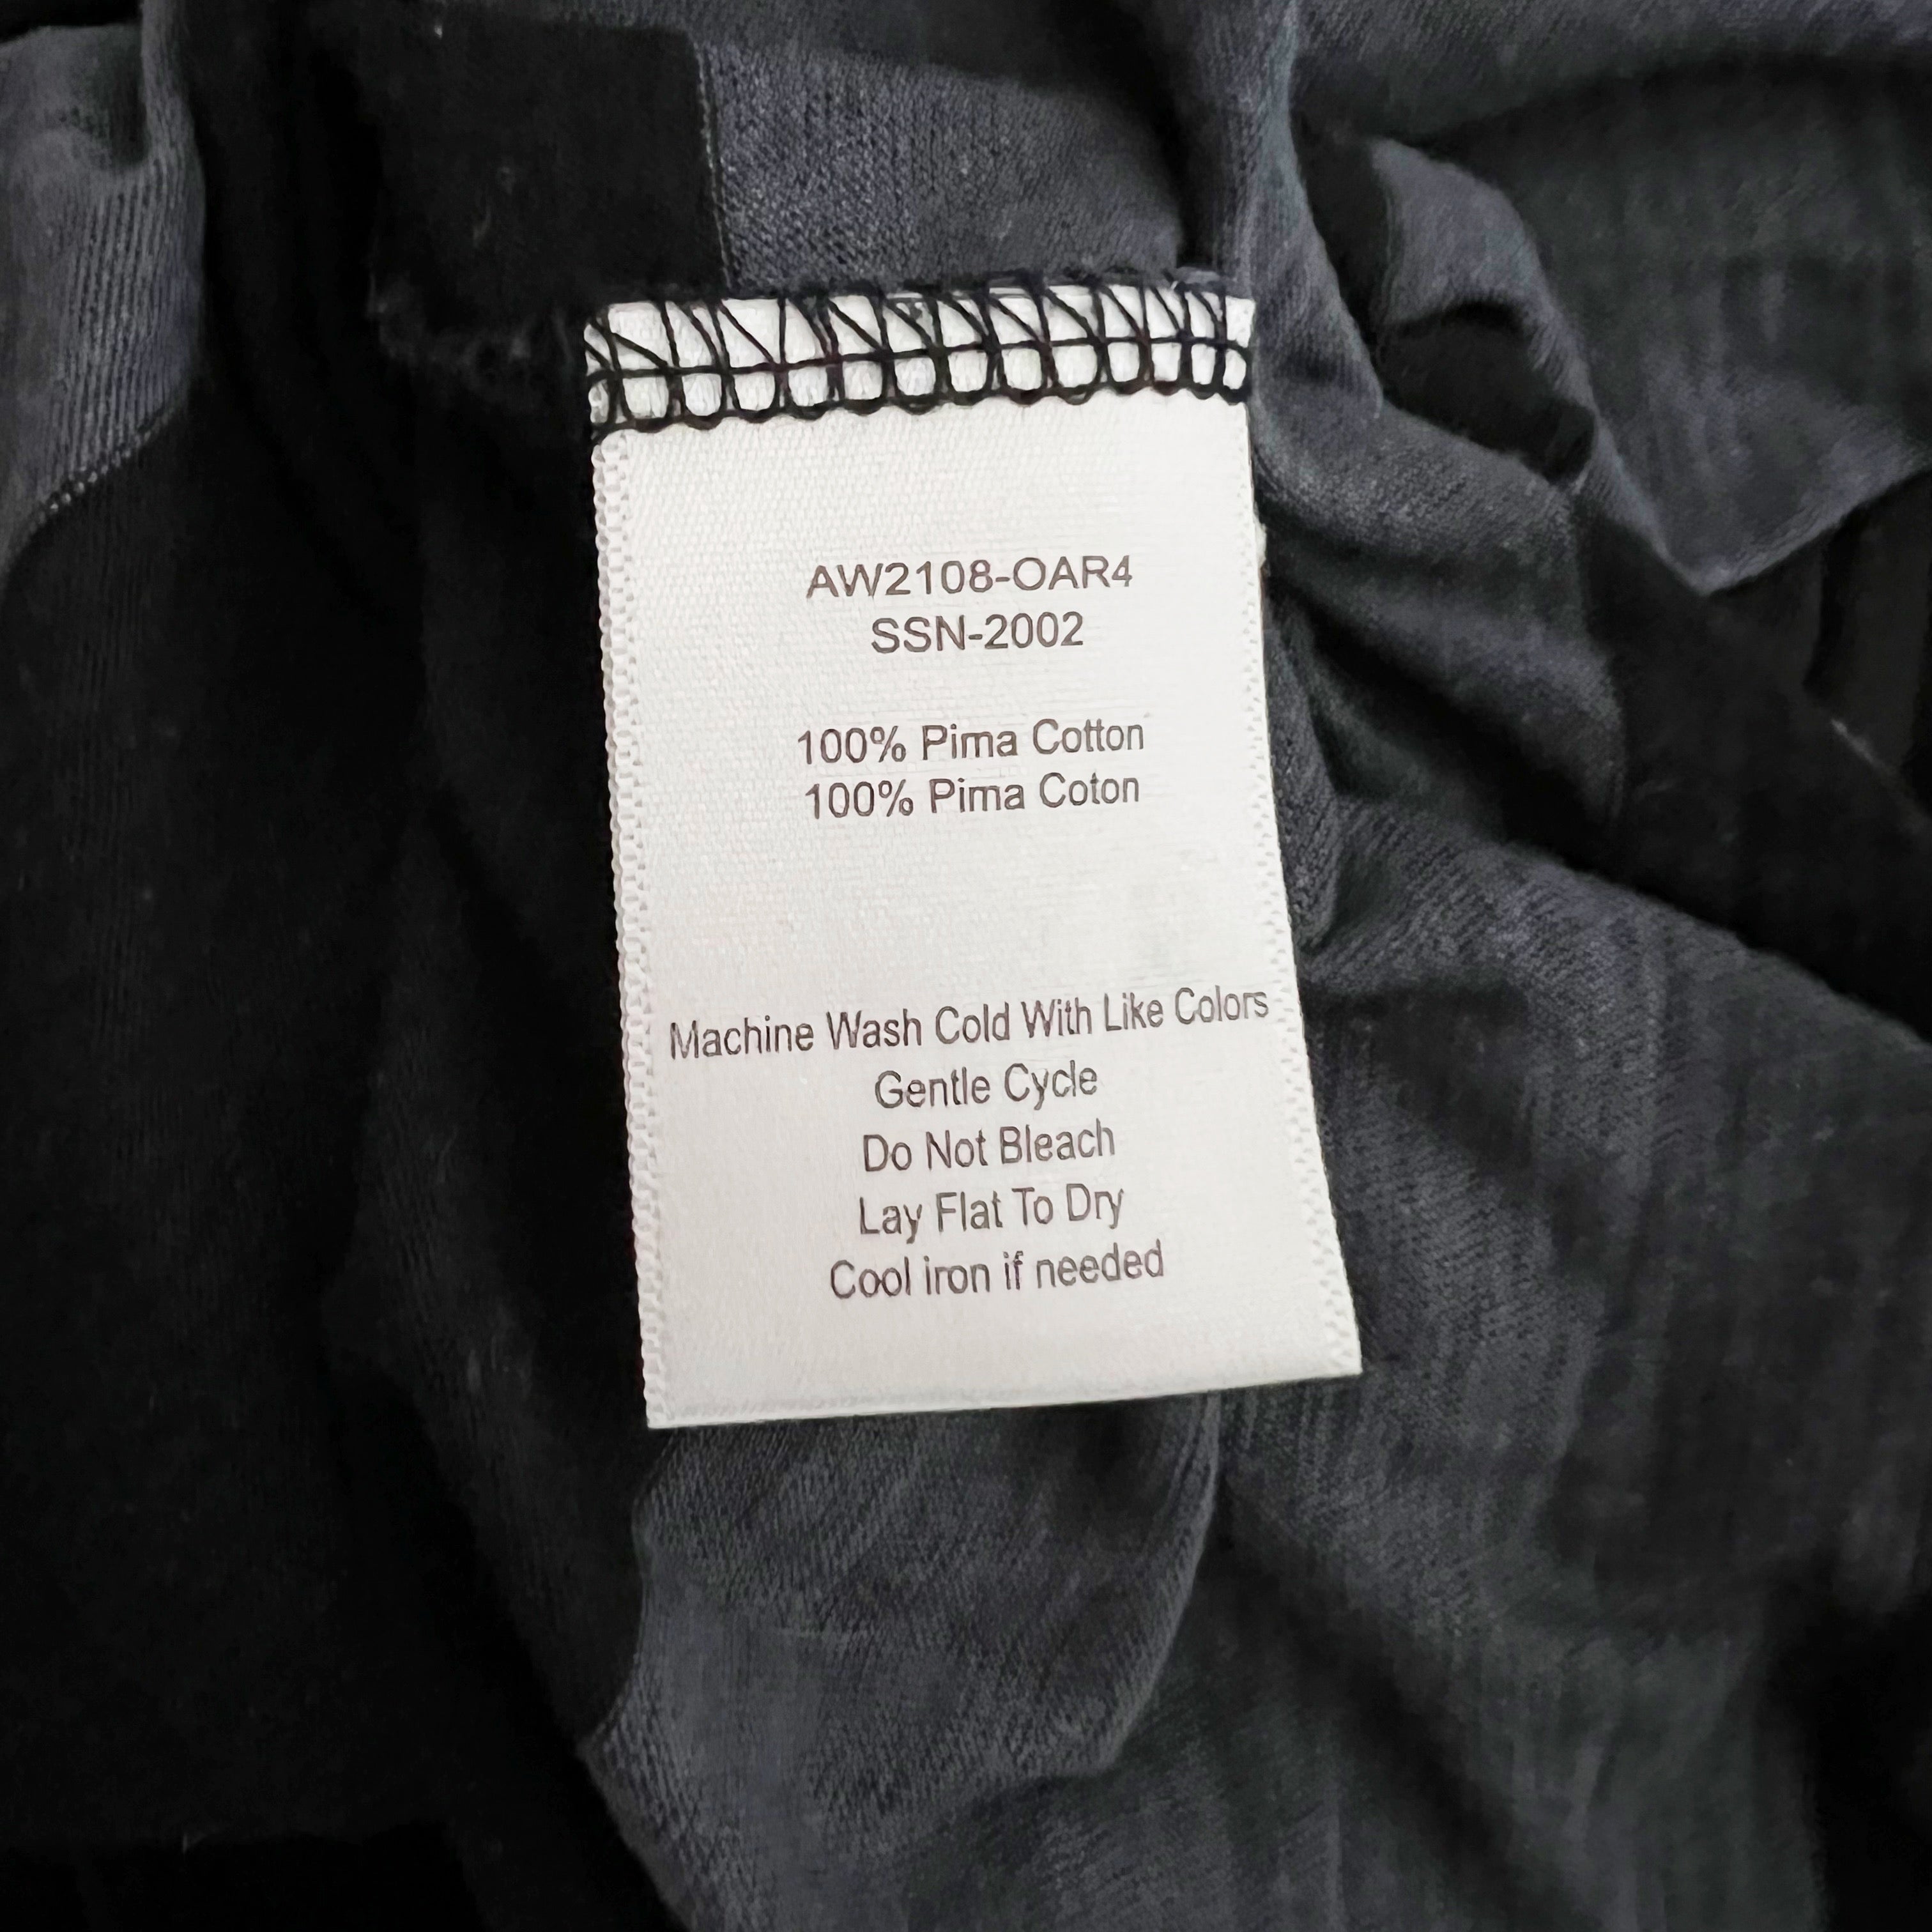 AW2108-OAR4
SSN-2002
100% Pima Cotton
100% Pima Coton
Machine Wash Cold With Like Colors
Gentle Cycle
Do Not Bleach
Lay Flat To Dry
Cool iron if needed